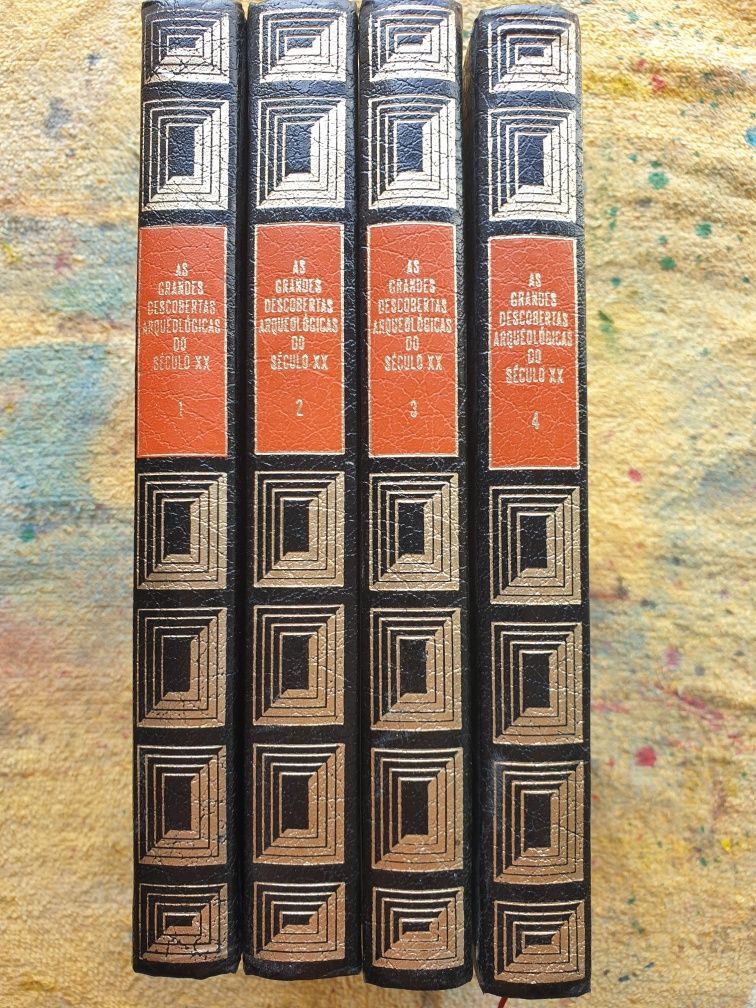 AS
GRANDES
DESCOBERTAS
ARQUEOLÓGICAS
DO
SÉCULO XX
1
AS
GRANDES
DESCOBERTAS
ARQUEOLÓGICAS
DO
SÉCULO XX
2
AS
GRANDES
DESCOBERTAS
ARQUEOLÓGICAS
DO
SÉCULO XX
3
AS
GRANDES
DESCOBERTAS
ARQUEOLÓGICAS
DO
SÉCULO XX
4